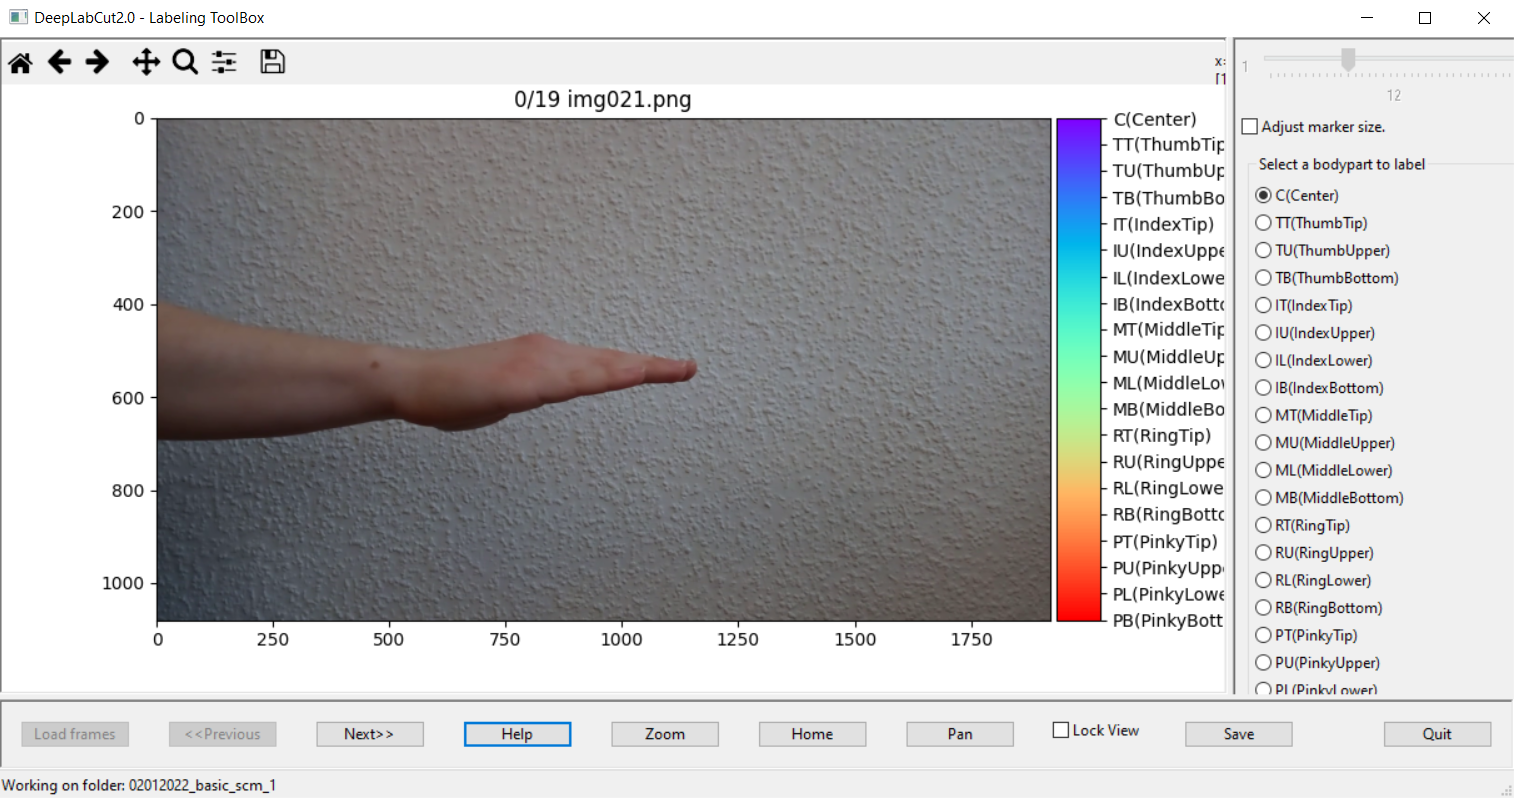 DeepLabCut2.0 - Labeling ToolBox
x:
[1
0/19 img021.png
0
200
400
600
800
1000
0 250 500 750 1000 1250 1500 1750
C(Center)
TT(ThumbTip
TU(ThumbUp
TB(ThumbBo
IT(IndexTip)
IU(IndexUppe
IL(IndexLowe
IB(IndexBotto
MT(MiddleTip
MU(MiddleUp
ML(MiddleLow
MB(MiddleBo
RT(RingTip)
RU(RingUppe
RL(RingLowe
RB(RingBotto
PT(PinkyTip)
PU(PinkyUppe
PL(PinkyLowe
PB(PinkyBott
1
12
Adjust marker size.
Select a bodypart to label
C(Center)
TT(ThumbTip)
TU(ThumbUpper)
TB(ThumbBottom)
IT(IndexTip)
IU(IndexUpper)
IL(IndexLower)
IB(IndexBottom)
MT(MiddleTip)
MU(MiddleUpper)
ML(MiddleLower)
MB(MiddleBottom)
RT(RingTip)
RU(RingUpper)
RL(RingLower)
RB(RingBottom)
PT(PinkyTip)
PU(PinkyUpper)
PL(PinkyLower)
Load frames <<Previous Next>> Help Zoom Home Pan Lock View Save Quit
Working on folder: 02012022_basic_scm_1